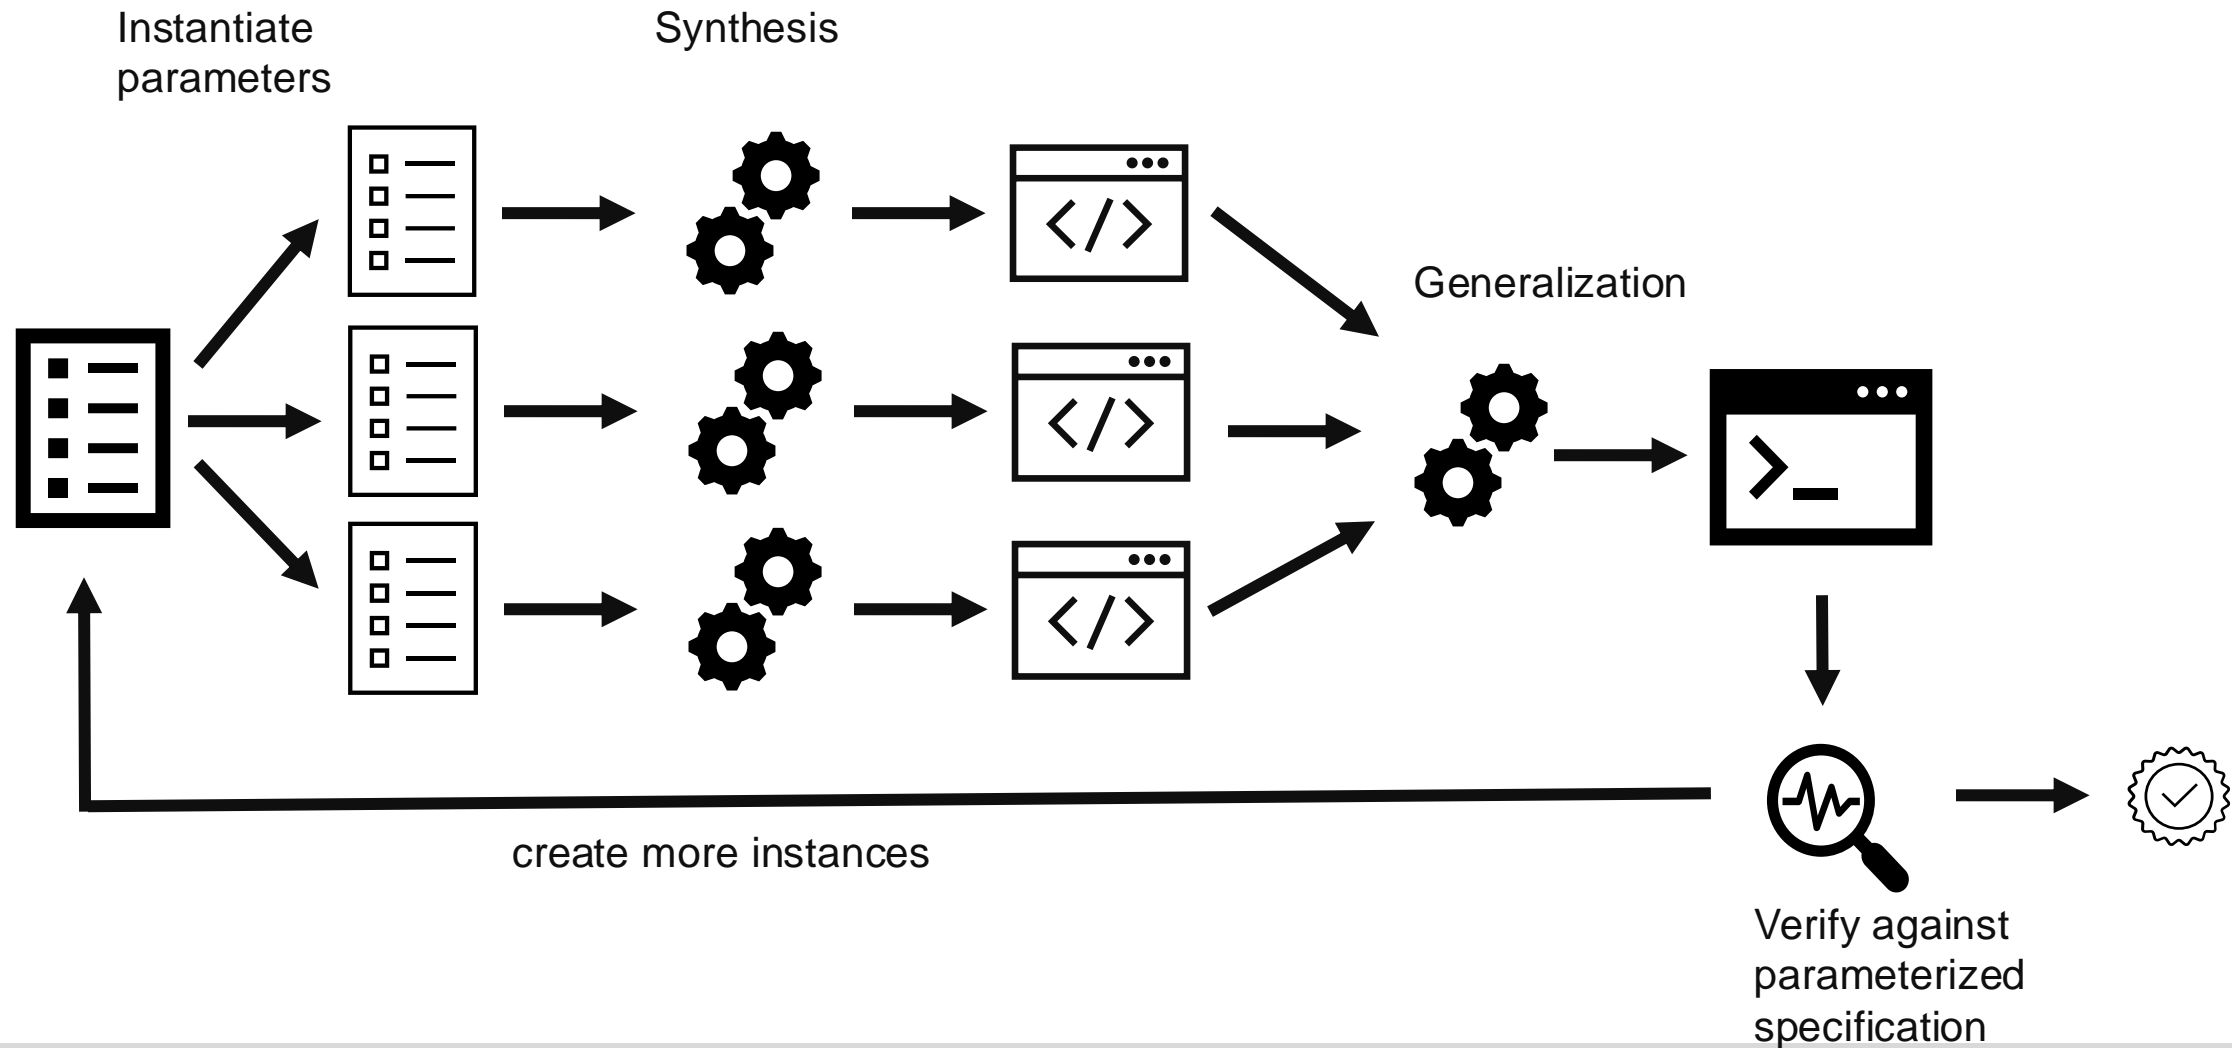 Instantiate
parameters
Synthesis
Generalization
create more instances
Verify against
parameterized
specification